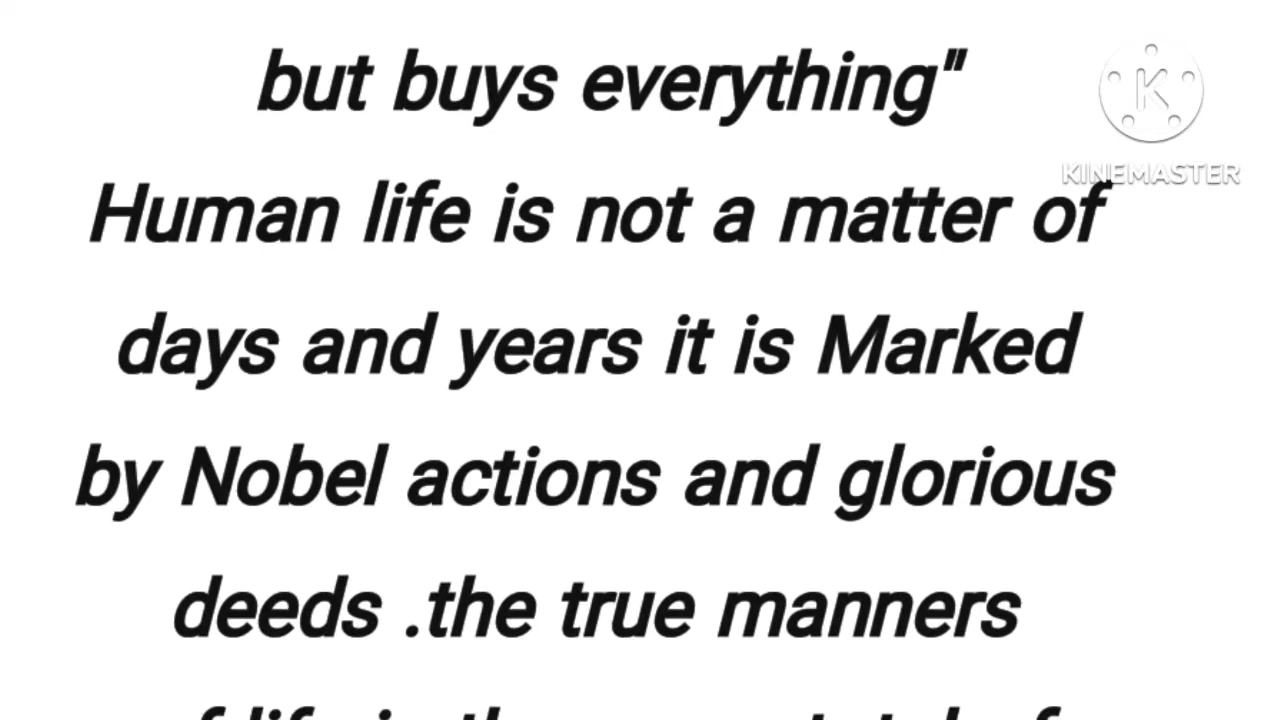 but buys everything"
KINEMASTER
Human life is not a matter of
days and years it is Marked
by Nobel actions and glorious
deeds .the true manners